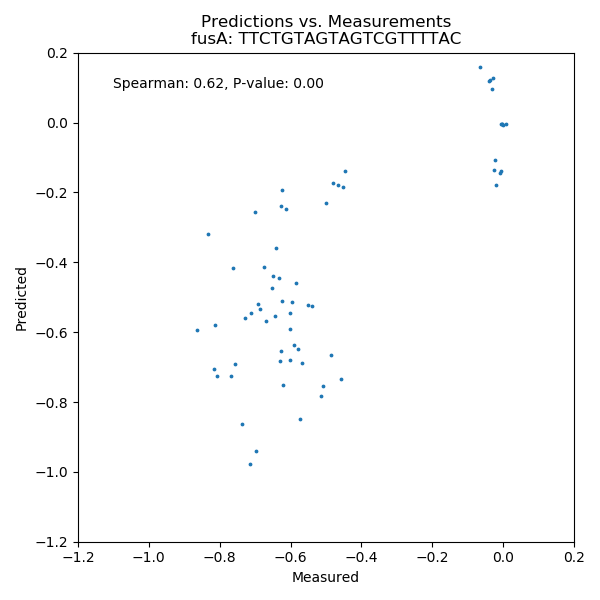 Predictions vs. Measurements
fusA: TTCTGTAGTAGTCGTTTTAC
Spearman: 0.62, P-value: 0.00
0.2
0.0
−0.2
−0.4
−0.6
−0.8
−1.0
−1.2
Predicted
−1.2 −1.0 −0.8 −0.6 −0.4 −0.2 0.0 0.2
Measured